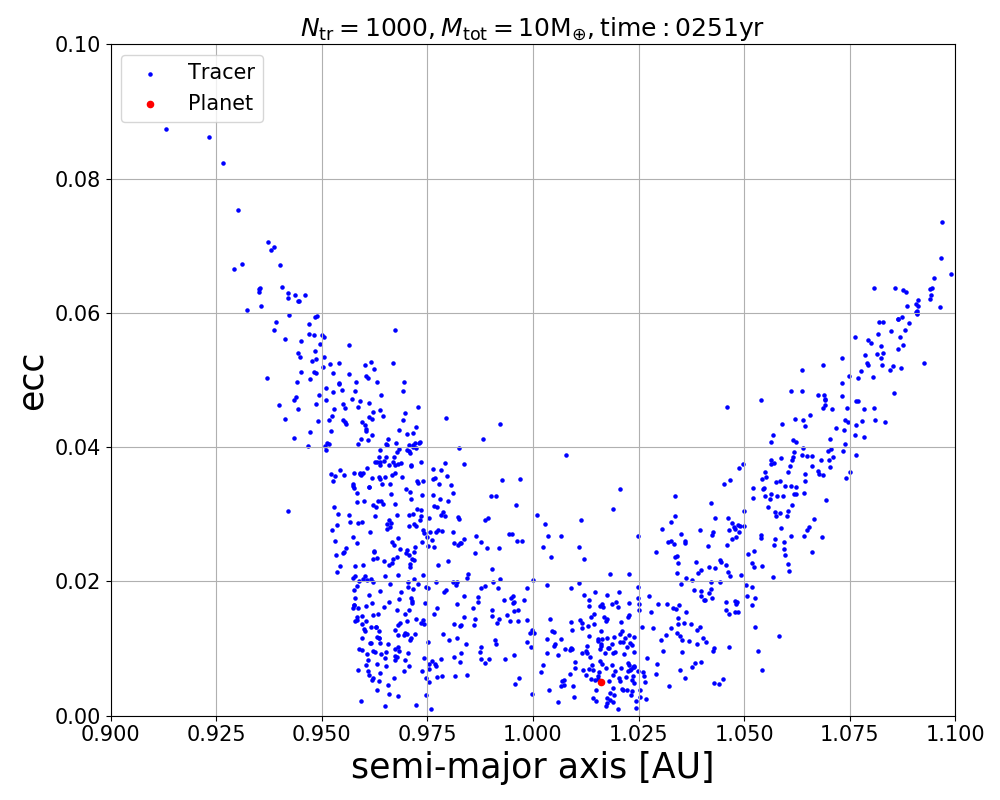 N_tr = 1000, M_tot = 10M_⊕, time : 0251yr
Tracer
Planet
0.10
0.08
0.06
0.04
0.02
0.00
ecc
0.900 0.925 0.950 0.975 1.000 1.025 1.050 1.075 1.100
semi-major axis [AU]